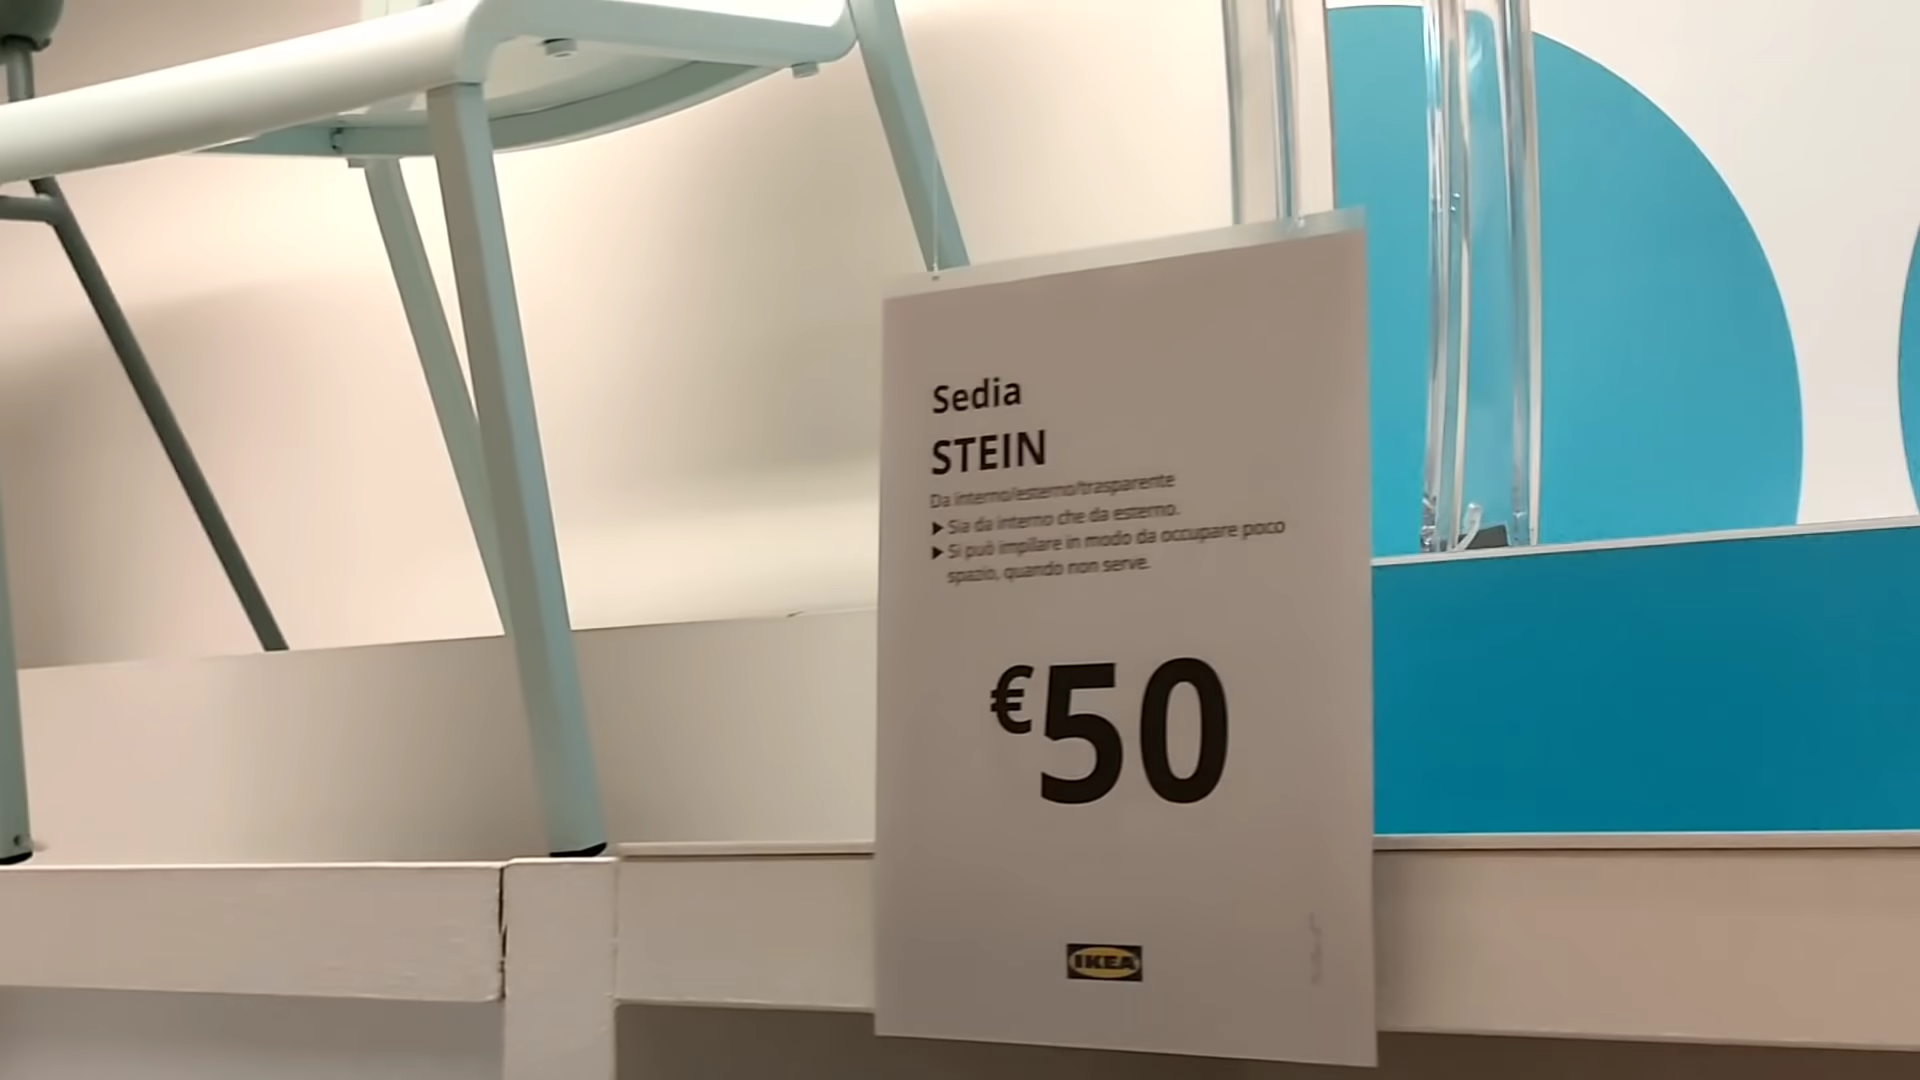 Sedia
STEIN
Da interno/esterno/trasparente
▶ Sia da interno che da esterno.
▶ Si può impilare in modo da occupare poco
spazio, quando non serve.
€50
IKEA